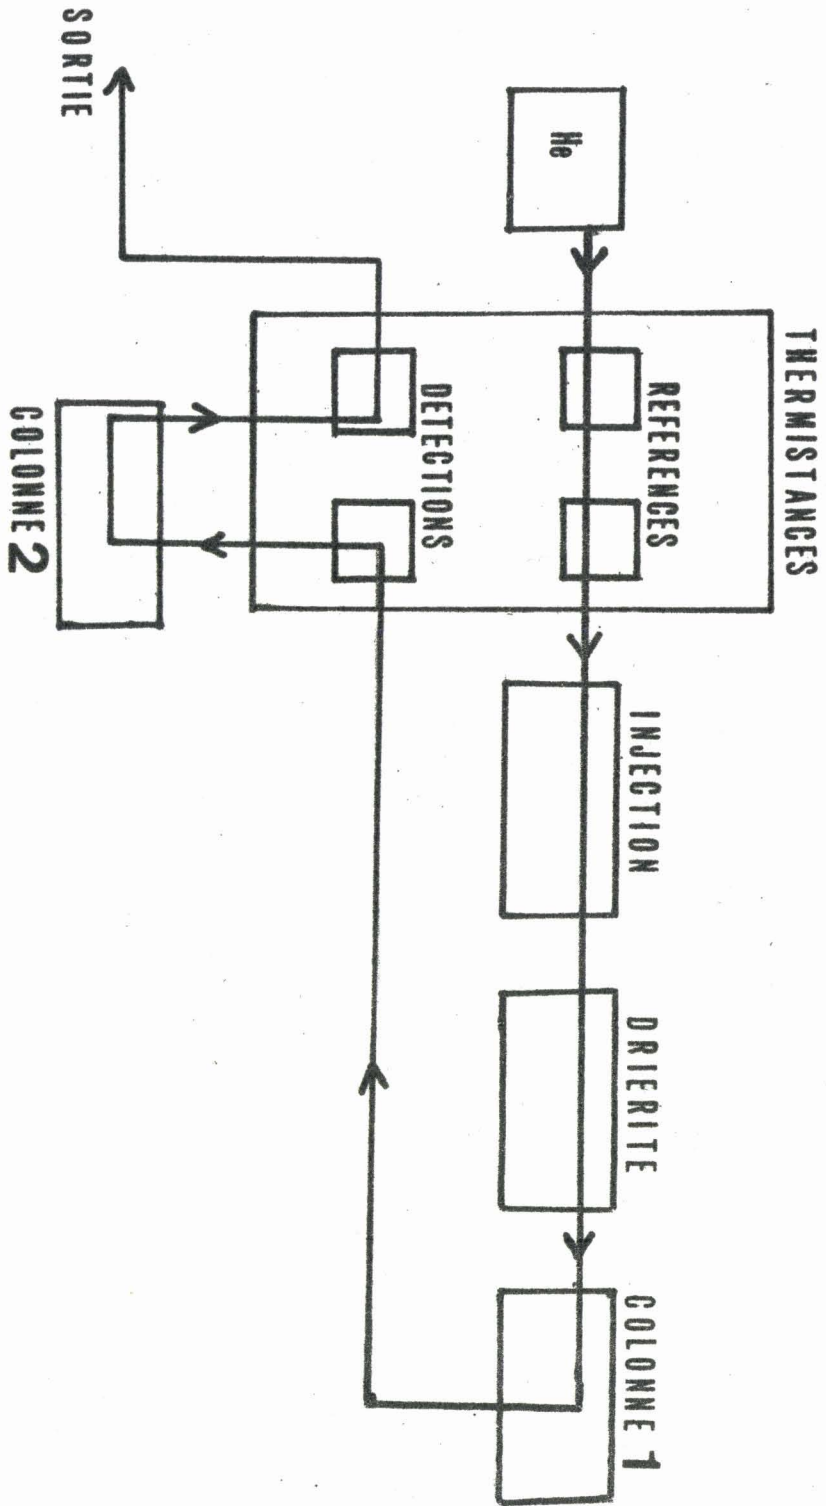 THERMISTANCES
REFERENCES
INJECTION
DRIERITE
COLONNE 1
He
DETECTIONS
SORTIE
COLONNE 2